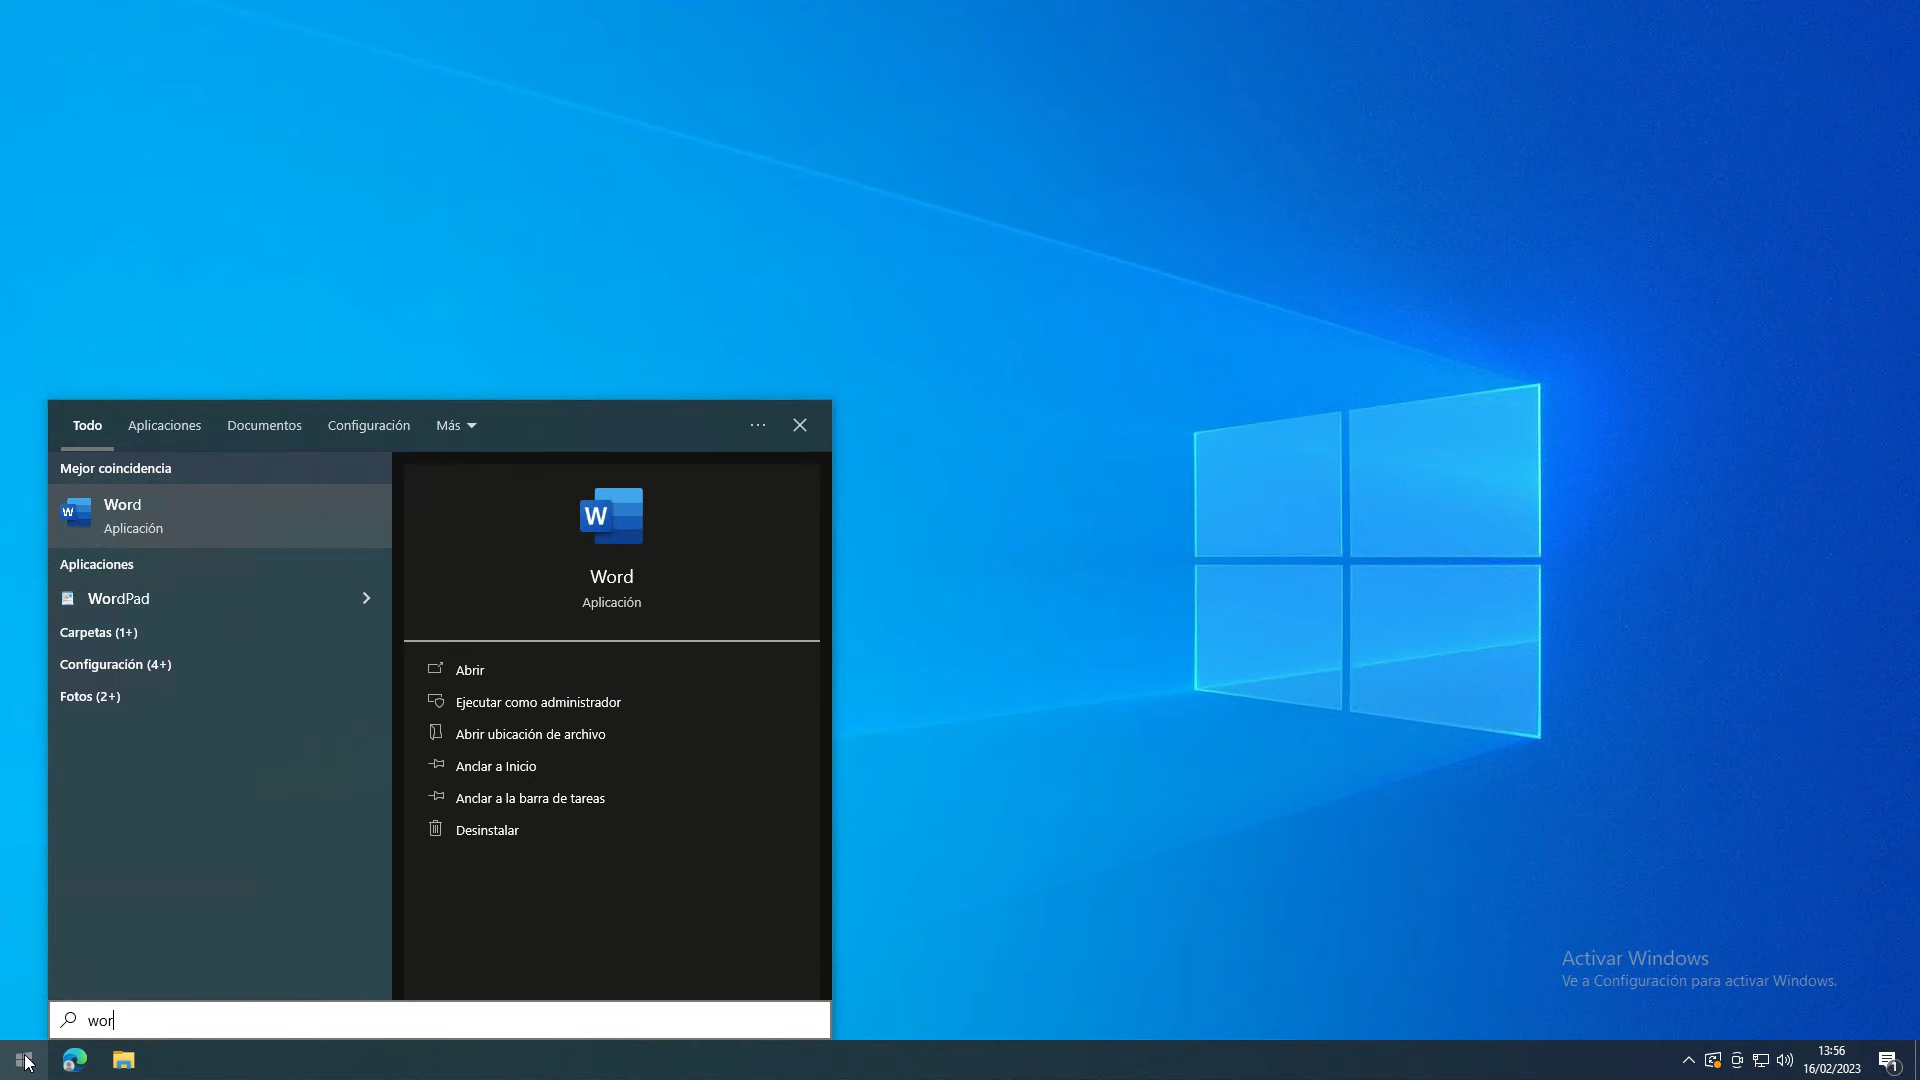 Todo Aplicaciones Documentos Configuración Más ...
Mejor coincidencia
Word
Aplicación
Aplicaciones
WordPad
Carpetas (1+)
Configuración (4+)
Fotos (2+)
W
Word
Aplicación
Abrir
Ejecutar como administrador
Abrir ubicación de archivo
Anclar a Inicio
Anclar a la barra de tareas
Desinstalar
wor
Activar Windows
Ve a Configuración para activar Windows.
13:56
16/02/2023
1